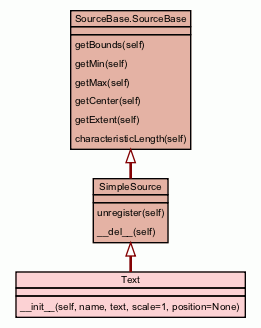 SourceBase.SourceBase
getBounds(self)
getMin(self)
getMax(self)
getCenter(self)
getExtent(self)
characteristicLength(self)
SimpleSource
unregister(self)
__del__(self)
Text
__init__(self, name, text, scale=1, position=None)